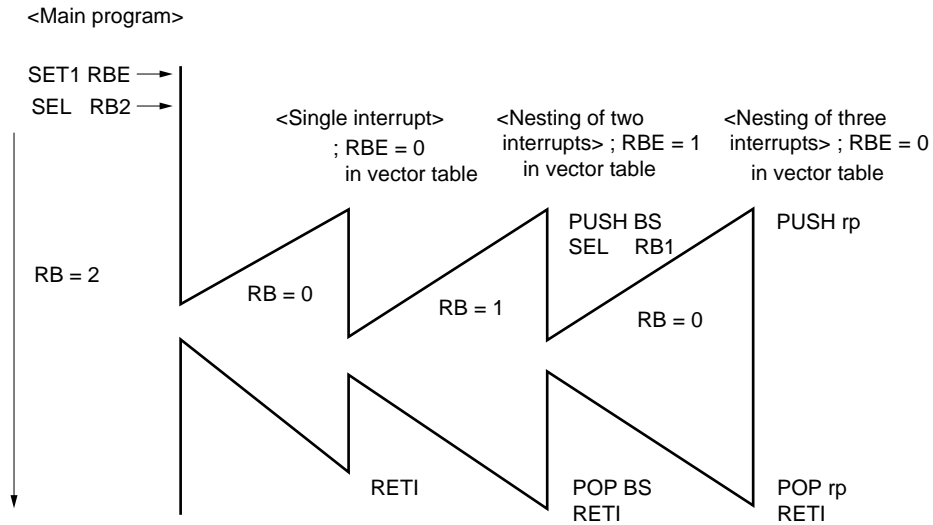 <Main program>
SET1 RBE
SEL RB2
<Single interrupt>
; RBE = 0
in vector table
<Nesting of two
interrupts> ; RBE = 1
in vector table
<Nesting of three
interrupts> ; RBE = 0
in vector table
PUSH BS
SEL RB1
PUSH rp
RB = 2
RB = 0
RB = 1
RB = 0
RETI
POP BS
RETI
POP rp
RETI